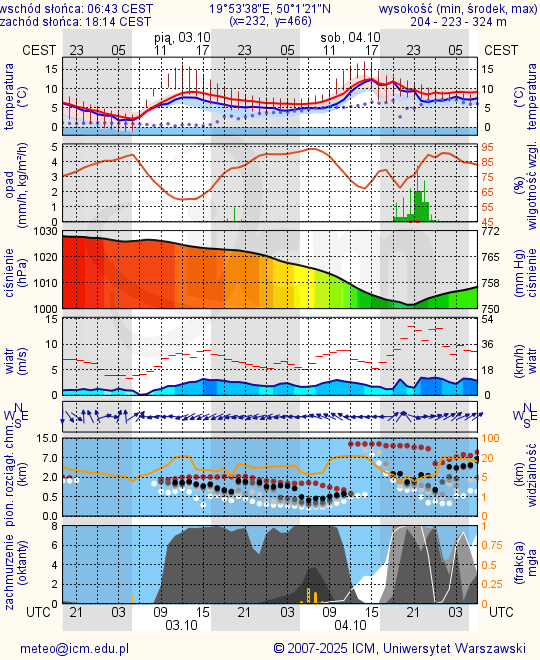 wschód słońca: 06:43 CEST 19°53'38"E, 50°1'21"N wysokość (min, środek, max)
zachód słońca: 18:14 CEST (x=232, y=466) 204 - 223 - 324 m
pią, 03.10 sob, 04.10
CEST 23 05 11 17 23 05 11 17 23 05 CEST
temperatura (°C)
15 10 5 0
15 10 5 0
temperatura (°C)
opad (mm/h, kg/m²/h)
5 4 3 2 1 0
95 85 75 65 55 45
wilgotność wzgl. (%)
ciśnienie (hPa)
1030 1020 1010 1000
772 765 758 750
ciśnienie (mm Hg)
wiatr (m/s)
15 10 5 0
54 36 18 0
wiatr (km/h)
N W E S
N W E S
pion. rozciągł. chm. (km)
15.0 7.0 2.0 0.5 0.0
100 20 5 1 0
widzialność (km)
zachmurzenie (oktanty)
8 6 4 2 0
1 0.75 0.5 0.25 0
mgła (frakcja)
UTC 21 03 09 15 21 03 09 15 21 03 UTC
03.10 04.10
meteo@icm.edu.pl © 2007-2025 ICM, Uniwersytet Warszawski